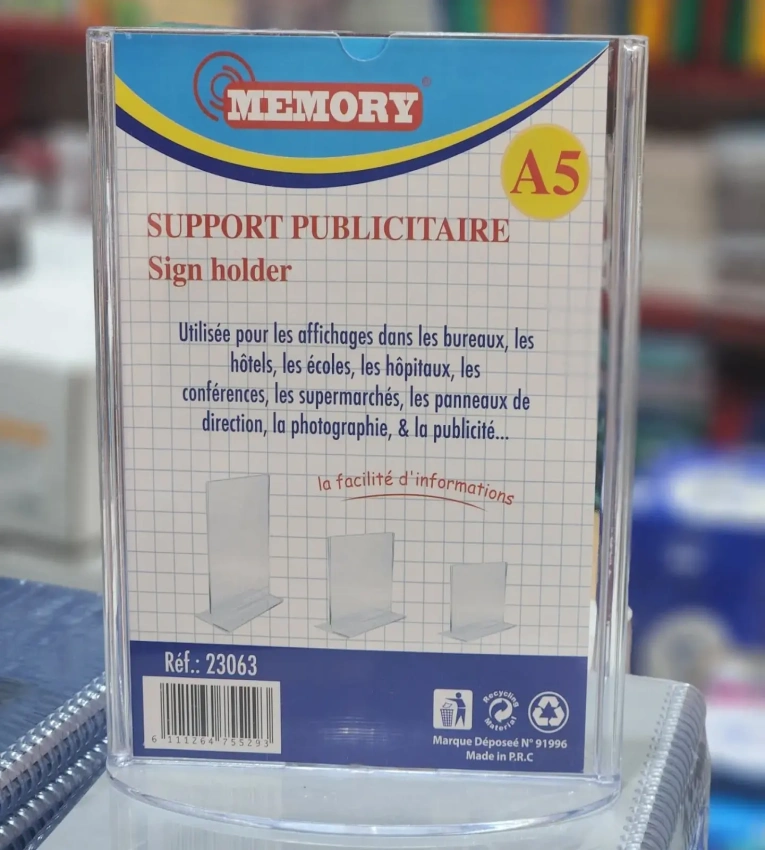 MEMORY®
A5
SUPPORT PUBLICITAIRE
Sign holder
Utilisée pour les affichages dans les bureaux, les
hôtels, les écoles, les hôpitaux, les
conférences, les supermarchés, les panneaux de
direction, la photographie, & la publicité...
la facilité d'informations
Réf.: 23063
6 111264 755293
Recycling
Material
Marque Déposeé N° 91996
Made in P.R.C